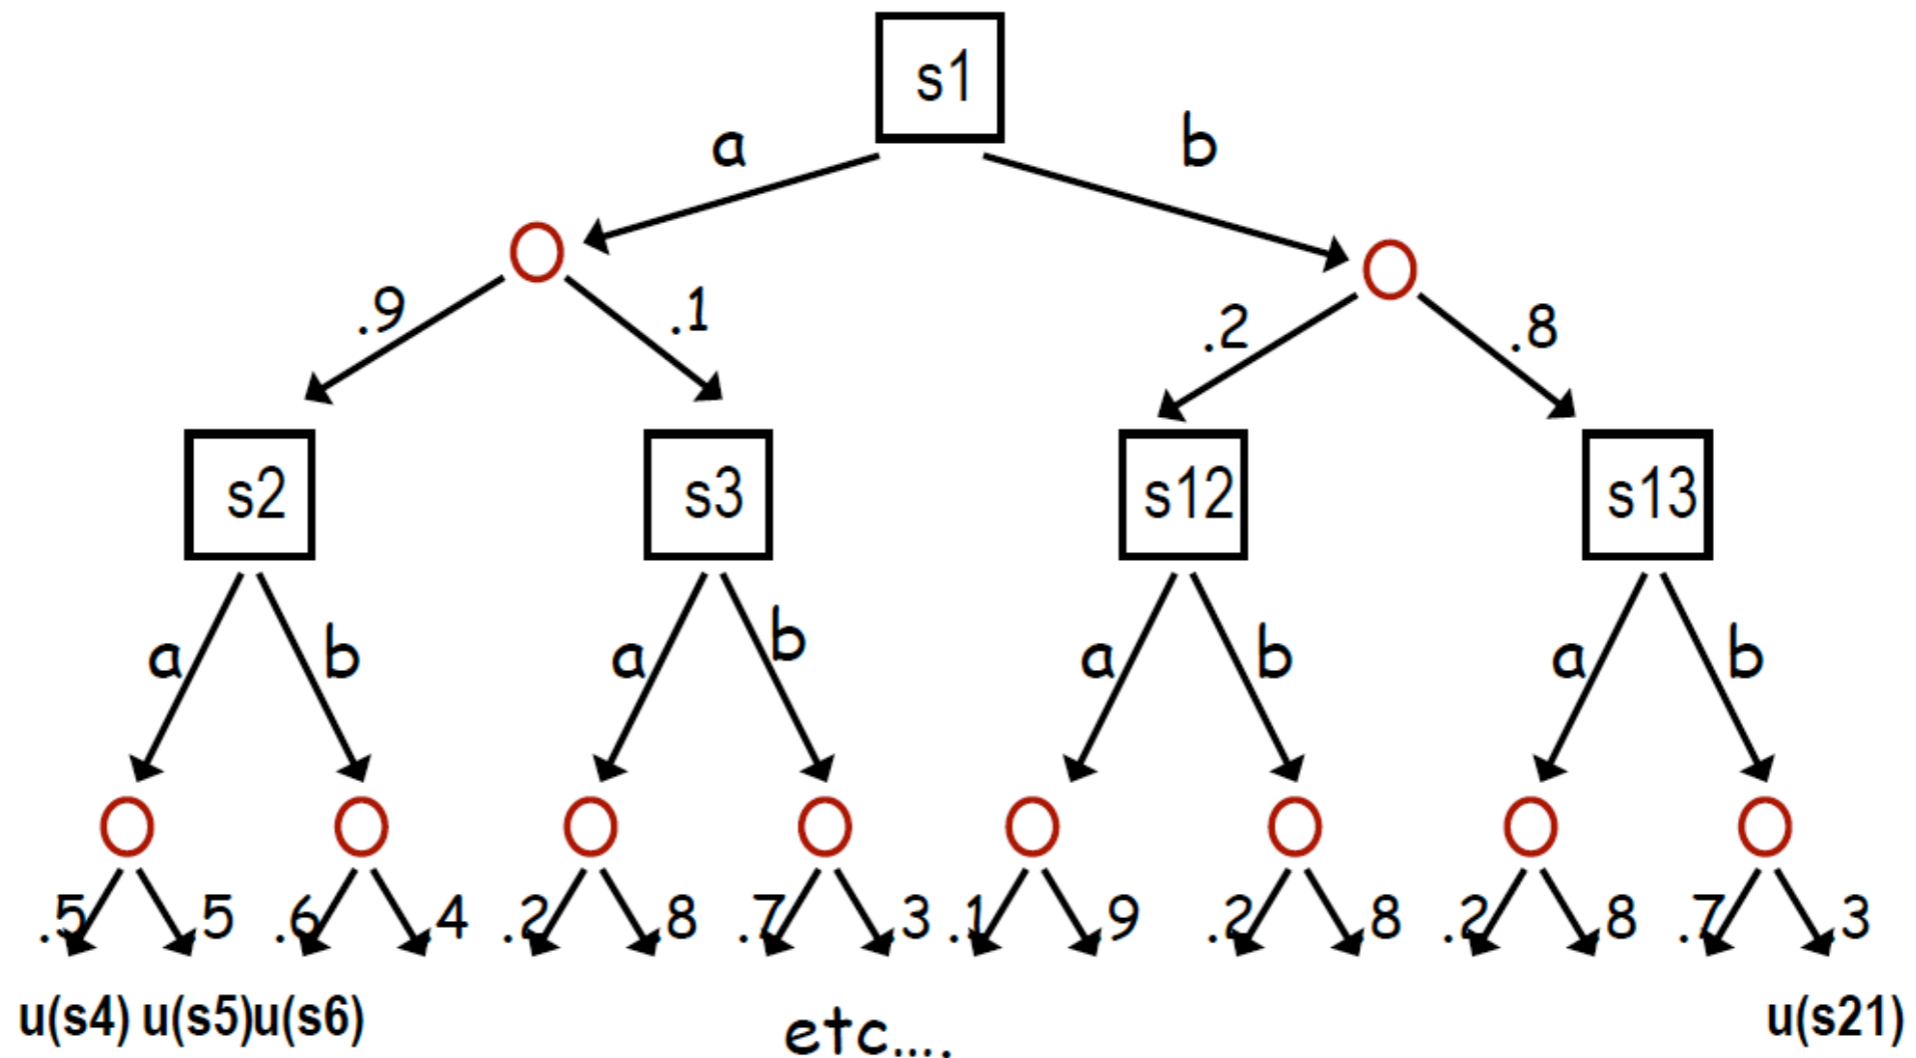 s1
a b
.9 .1 .2 .8
s2 s3 s12 s13
a b a b a b a b
.5 .5 .6 .4 .2 .8 .7 .3 .1 .9 .2 .8 .2 .8 .7 .3
u(s4) u(s5)u(s6) etc.... u(s21)